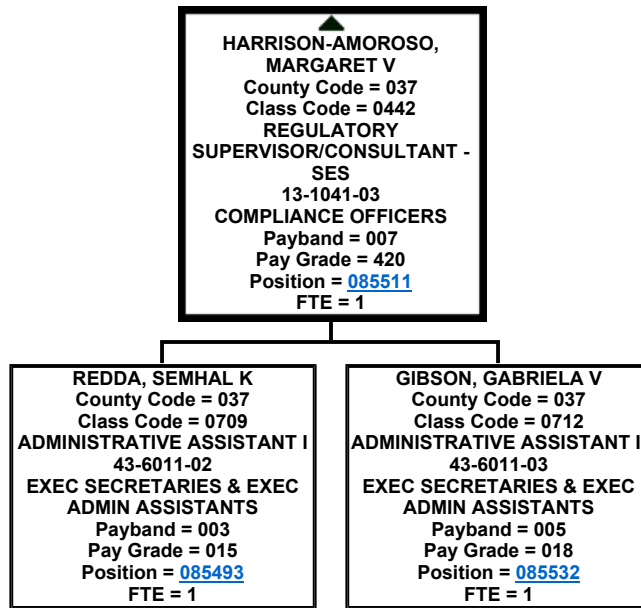 HARRISON-AMOROSO,
MARGARET V
County Code = 037
Class Code = 0442
REGULATORY
SUPERVISOR/CONSULTANT -
SES
13-1041-03
COMPLIANCE OFFICERS
Payband = 007
Pay Grade = 420
Position = 085511
FTE = 1
REDDA, SEMHAL K
County Code = 037
Class Code = 0709
ADMINISTRATIVE ASSISTANT I
43-6011-02
EXEC SECRETARIES & EXEC
ADMIN ASSISTANTS
Payband = 003
Pay Grade = 015
Position = 085493
FTE = 1
GIBSON, GABRIELA V
County Code = 037
Class Code = 0712
ADMINISTRATIVE ASSISTANT I
43-6011-03
EXEC SECRETARIES & EXEC
ADMIN ASSISTANTS
Payband = 005
Pay Grade = 018
Position = 085532
FTE = 1